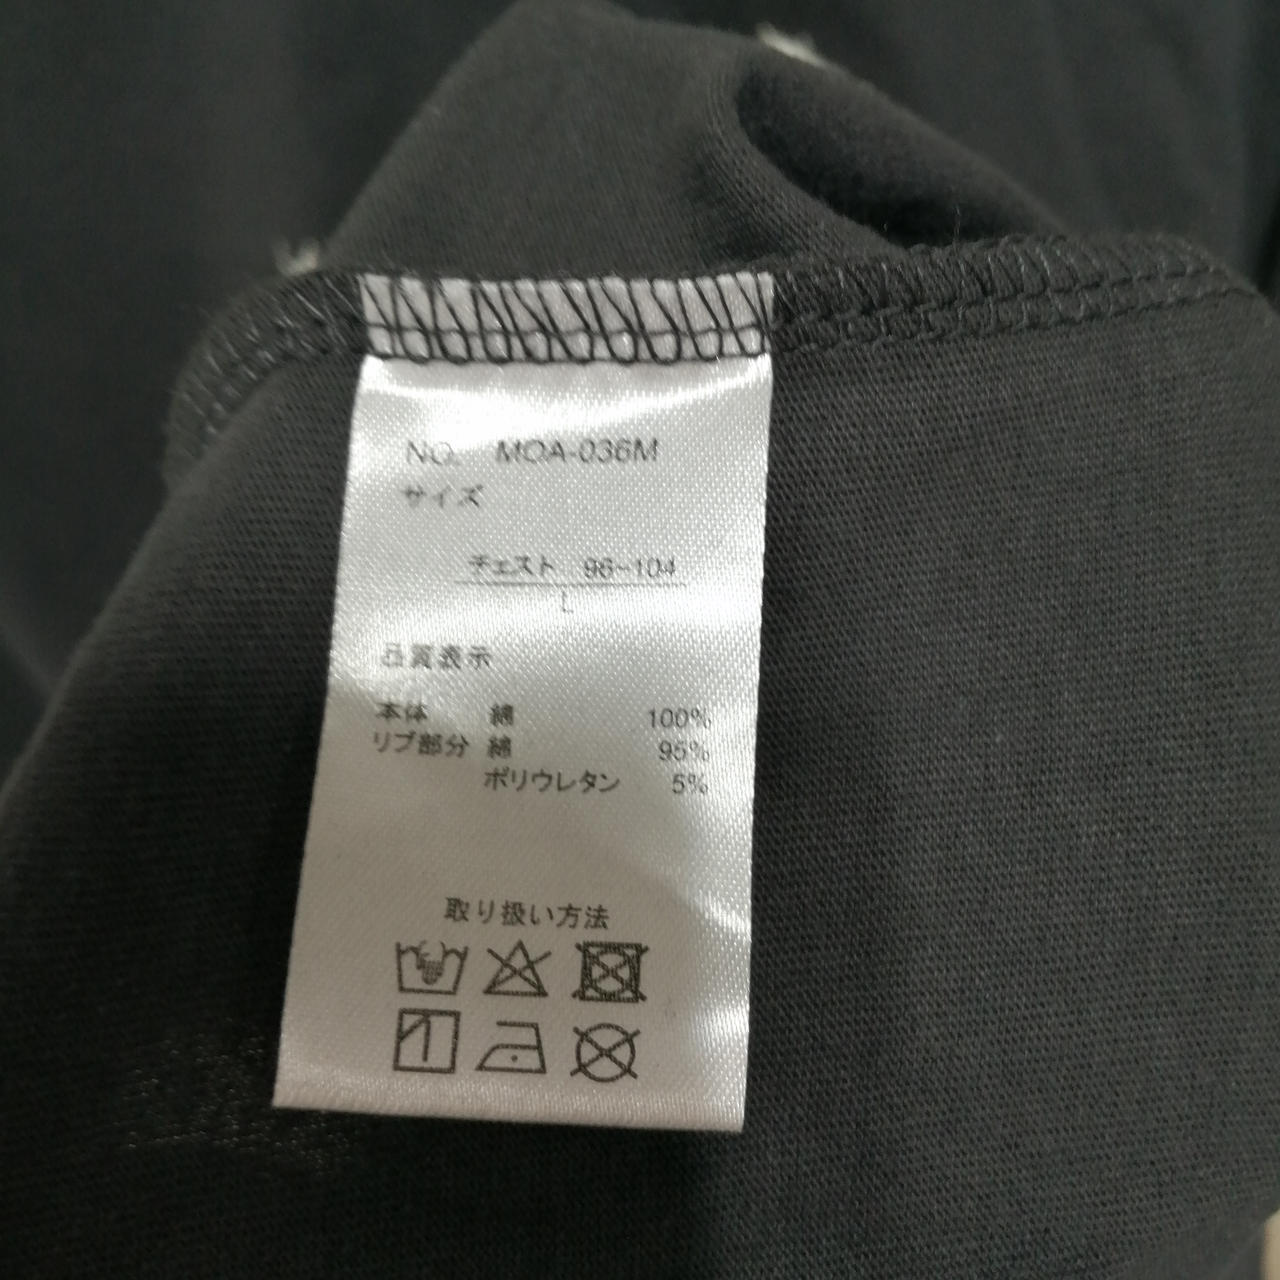 NO. MOA-036M
サイズ
チェスト 96~104
L
品質表示
本体 綿 100%
リブ部分 綿 95%
ポリウレタン 5%
取り扱い方法